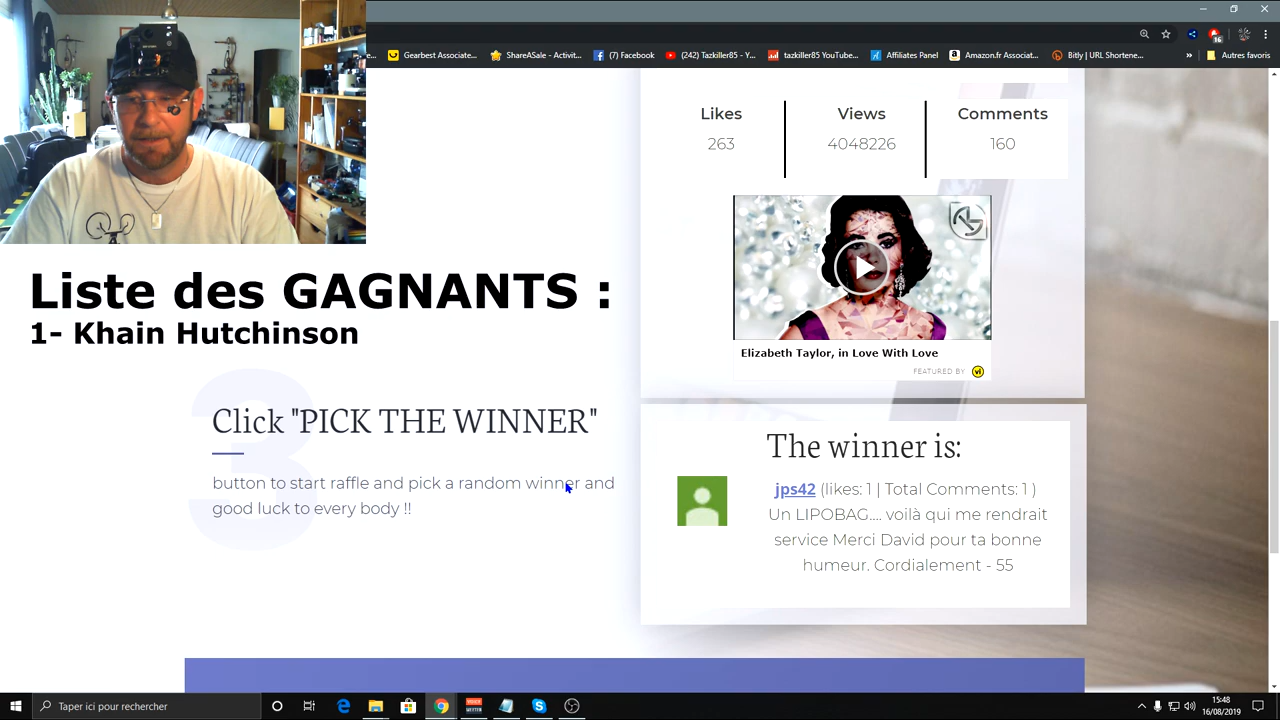 Gearbest Associate...
ShareASale - Activit...
(7) Facebook
(242) Tazkiller85 - Y...
tazkiller85 YouTube...
Affiliates Panel
Amazon.fr Associat...
Bitly | URL Shortene...
»
Autres favoris
Likes
Views
Comments
263
4048226
160
Elizabeth Taylor, in Love With Love
FEATURED BY
vi
Liste des GAGNANTS :
1- Khain Hutchinson
3
Click "PICK THE WINNER"
button to start raffle and pick a random winner and
good luck to every body !!
The winner is:
jps42 (likes: 1 | Total Comments: 1 )
Un LIPOBAG.... voilà qui me rendrait
service Merci David pour ta bonne
humeur. Cordialement - 55
Taper ici pour rechercher
15:48
16/08/2019